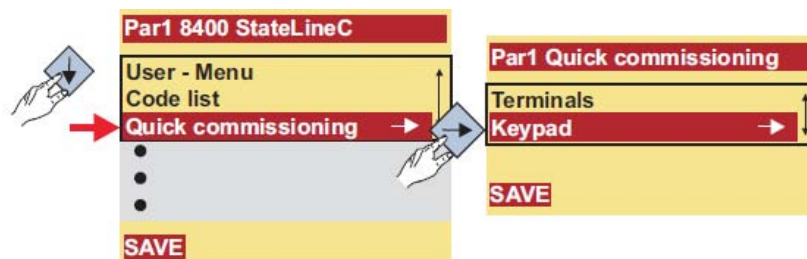 Par1 8400 StateLineC
User - Menu
Code list
Quick commissioning
SAVE
Par1 Quick commissioning
Terminals
Keypad
SAVE